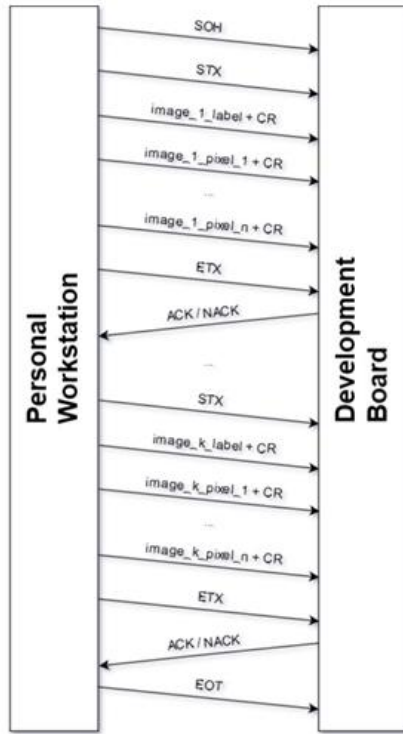 SOH
STX
image_1_label + CR
image_1_pixel_1 + CR
...
image_1_pixel_n + CR
ETX
ACK / NACK
Personal
Workstation
Development
Board
...
STX
image_k_label + CR
image_k_pixel_1 + CR
...
image_k_pixel_n + CR
ETX
ACK / NACK
EOT